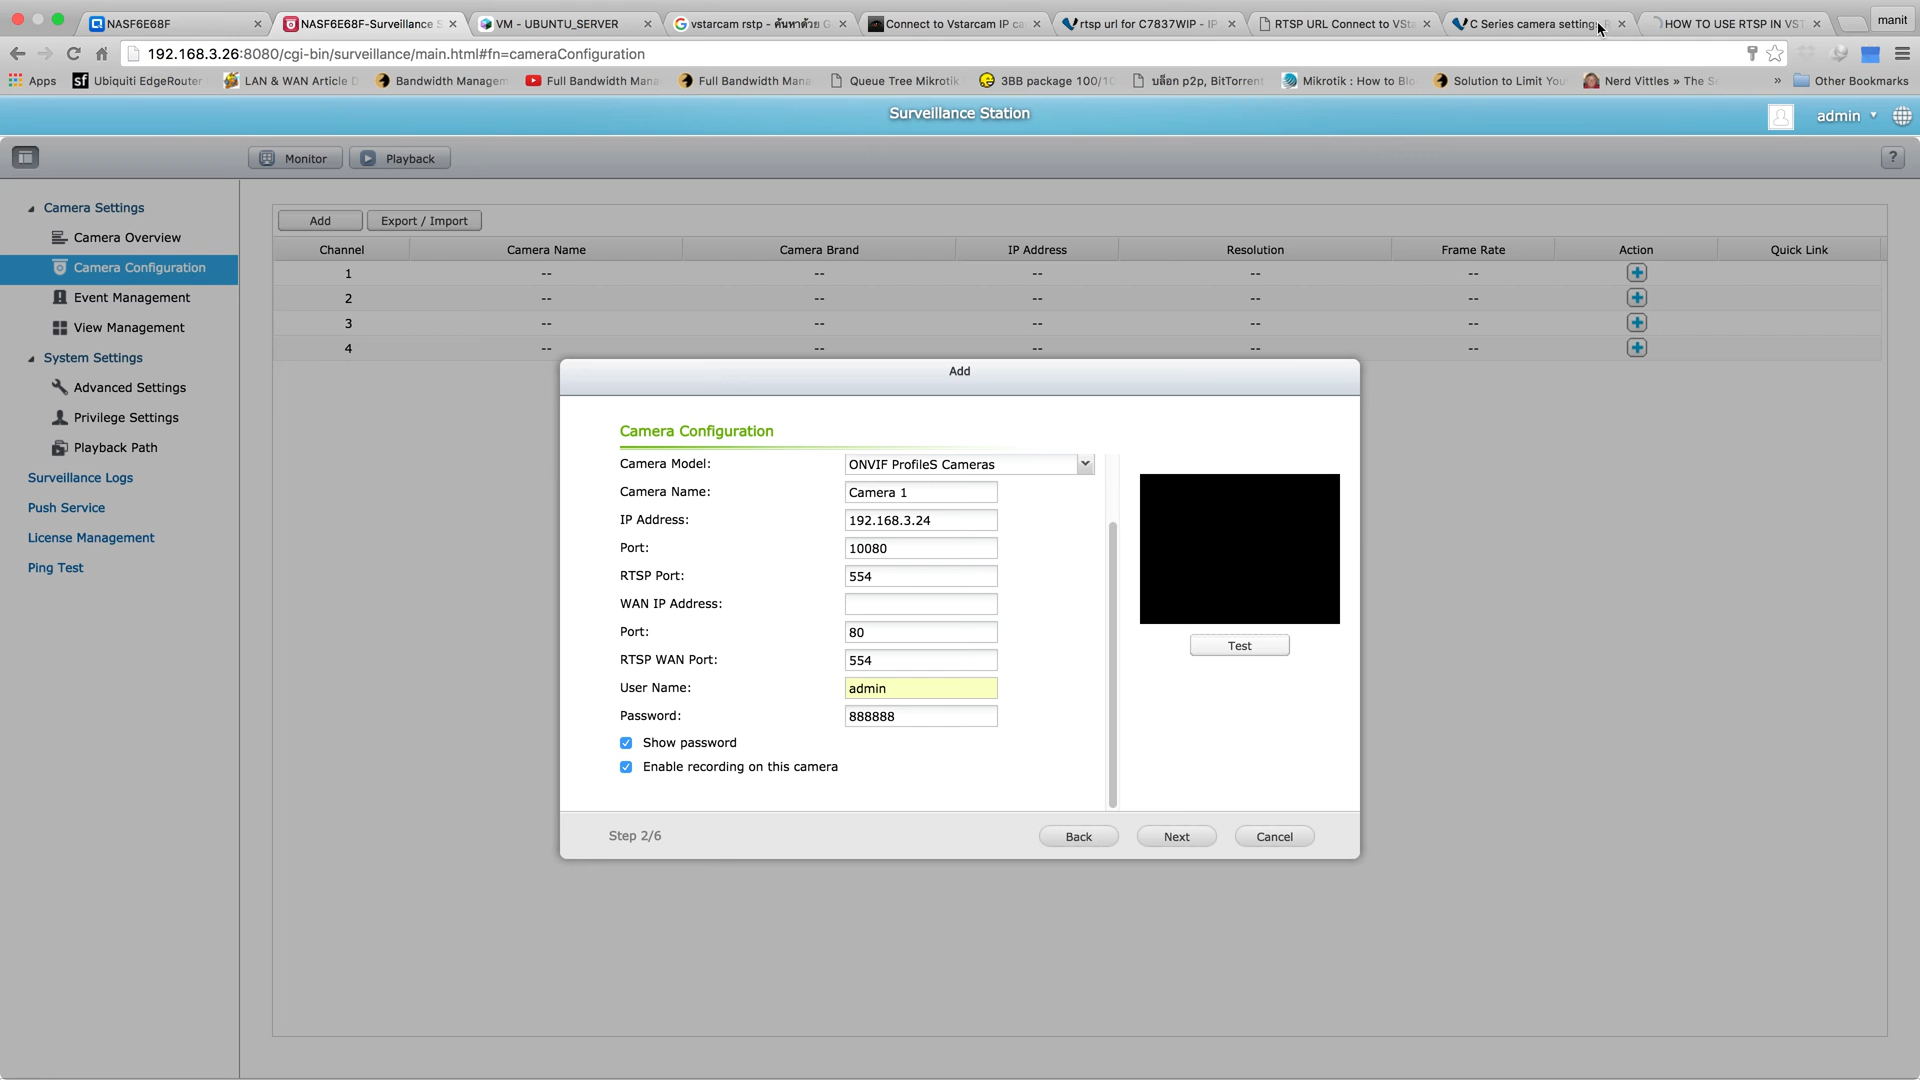 NASF6E68F
NASF6E68F-Surveillance S
VM - UBUNTU_SERVER
vstarcam rstp - ค้นหาด้วย G
Connect to Vstarcam IP ca
rtsp url for C7837WIP - IP
RTSP URL Connect to VSta
C Series camera setting
HOW TO USE RTSP IN VST
manit
192.168.3.26:8080/cgi-bin/surveillance/main.html#fn=cameraConfiguration
Apps
Ubiquiti EdgeRouter
LAN & WAN Article D
Bandwidth Managem
Full Bandwidth Mana
Full Bandwidth Mana
Queue Tree Mikrotik
3BB package 100/10
บล็อก p2p, BitTorrent
Mikrotik : How to Blo
Solution to Limit You
Nerd Vittles » The S
»
Other Bookmarks
Surveillance Station
admin
Monitor
Playback
?
Camera Settings
Camera Overview
Camera Configuration
Event Management
View Management
System Settings
Advanced Settings
Privilege Settings
Playback Path
Surveillance Logs
Push Service
License Management
Ping Test
Add
Export / Import
Channel Camera Name Camera Brand IP Address Resolution Frame Rate Action Quick Link
1 -- -- -- -- --
2 -- -- -- -- --
3 -- -- -- -- --
4 -- -- -- -- --
Add
Camera Configuration
Camera Model: ONVIF ProfileS Cameras
Camera Name: Camera 1
IP Address: 192.168.3.24
Port: 10080
RTSP Port: 554
WAN IP Address:
Port: 80
RTSP WAN Port: 554
User Name: admin
Password: 888888
Show password
Enable recording on this camera
Test
Step 2/6
Back
Next
Cancel